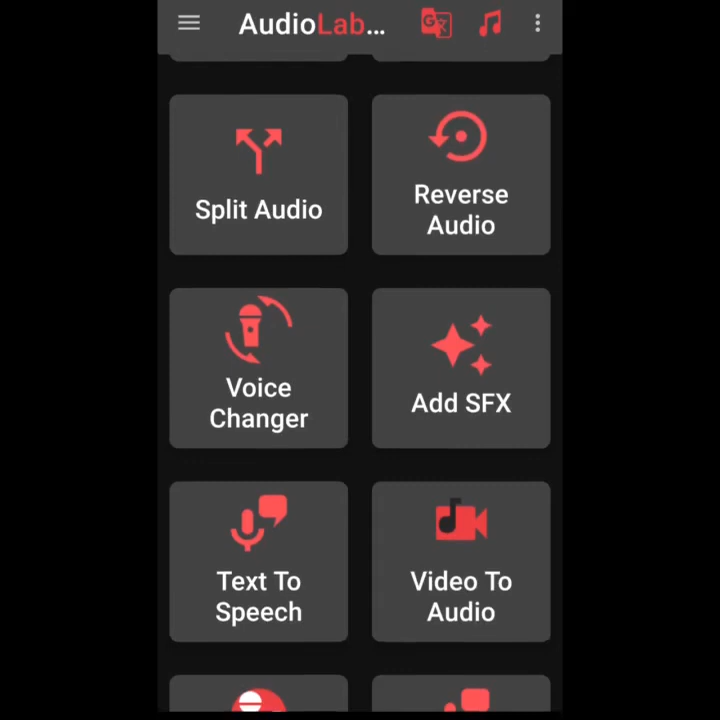 AudioLab...
Split Audio
Reverse
Audio
Voice
Changer
Add SFX
Text To
Speech
Video To
Audio